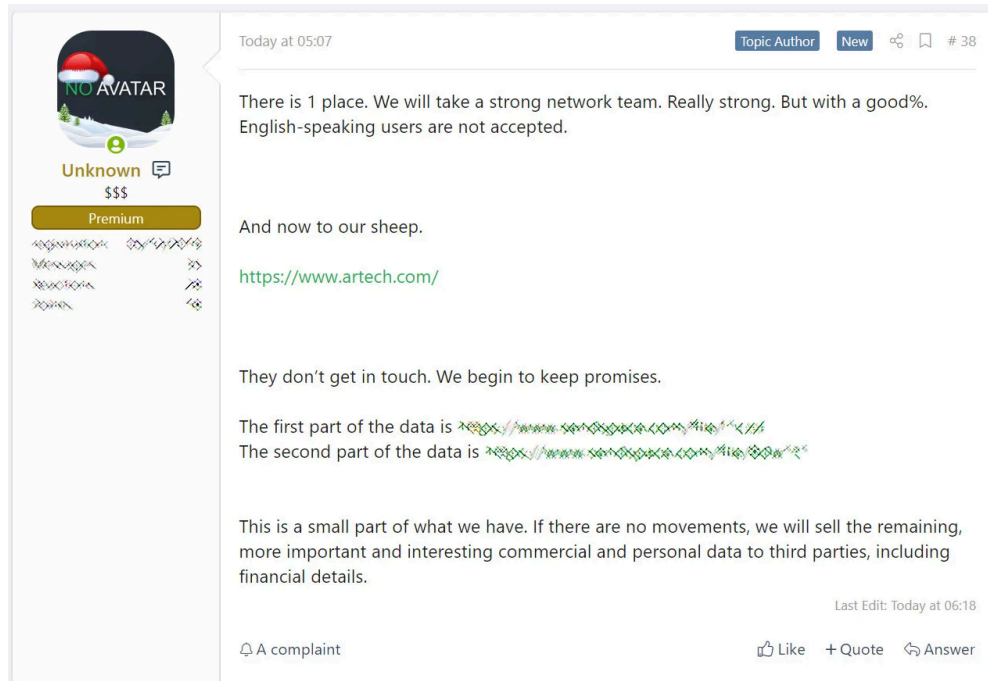 Today at 05:07
Topic Author
New
# 38
NO AVATAR
Unknown
$$$
Premium
There is 1 place. We will take a strong network team. Really strong. But with a good%.
English-speaking users are not accepted.
And now to our sheep.
https://www.artech.com/
They don’t get in touch. We begin to keep promises.
The first part of the data is
The second part of the data is
This is a small part of what we have. If there are no movements, we will sell the remaining,
more important and interesting commercial and personal data to third parties, including
financial details.
Last Edit: Today at 06:18
A complaint
Like
+ Quote
Answer